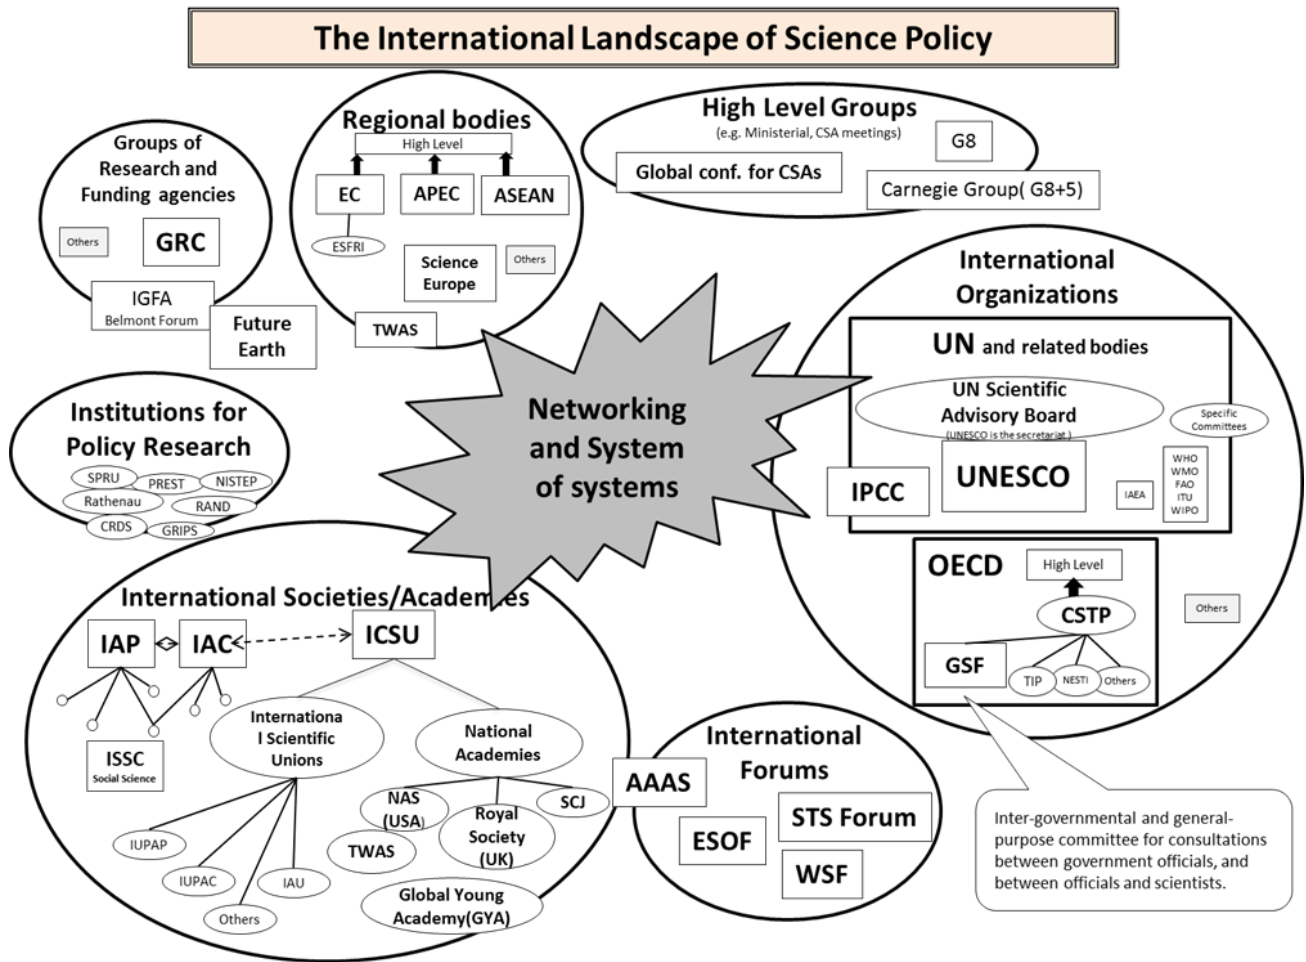 The International Landscape of Science Policy
Groups of
Research and
Funding agencies
Others
GRC
IGFA
Belmont Forum
Future
Earth
Regional bodies
High Level
EC
APEC
ASEAN
ESFRI
Science
Europe
Others
TWAS
High Level Groups
(e.g. Ministerial, CSA meetings)
G8
Global conf. for CSAs
Carnegie Group( G8+5)
International
Organizations
UN and related bodies
UN Scientific
Advisory Board
(UNESCO is the secretariat.)
Specific
Committees
IPCC
UNESCO
IAEA
WHO
WMO
FAO
ITU
WIPO
OECD
High Level
CSTP
GSF
TIP
NESTI
Others
Others
Inter-governmental and general-
purpose committee for consultations
between government officials, and
between officials and scientists.
Networking
and System
of systems
Institutions for
Policy Research
SPRU
PREST
NISTEP
Rathenau
RAND
CRDS
GRIPS
International Societies/Academies
IAP
IAC
ICSU
ISSC
Social Science
Internationa
l Scientific
Unions
National
Academies
IUPAP
IUPAC
IAU
Others
NAS
(USA)
TWAS
Royal
Society
(UK)
SCJ
Global Young
Academy(GYA)
International
Forums
AAAS
ESOF
STS Forum
WSF